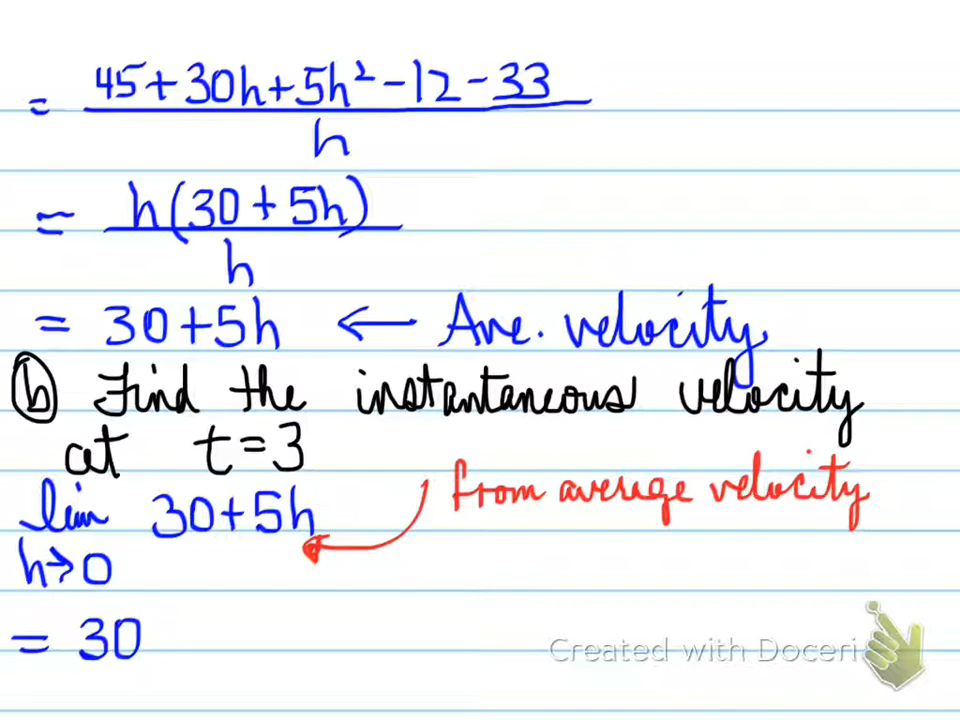 = 45+30h+5h²-12-33 / h
= h(30+5h) / h
= 30+5h ← Ave. velocity
ⓑ Find the instantaneous velocity
at t=3
lim h→0 30+5h
from average velocity
= 30
Created with Doceri